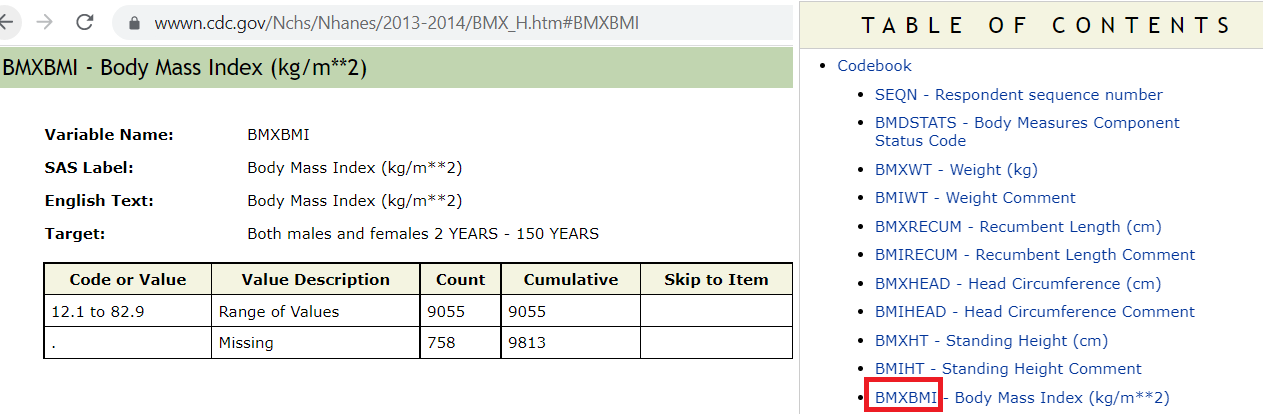 wwwn.cdc.gov/Nchs/Nhanes/2013-2014/BMX_H.htm#BMXBMI
BMXBMI - Body Mass Index (kg/m**2)
Variable Name: BMXBMI
SAS Label: Body Mass Index (kg/m**2)
English Text: Body Mass Index (kg/m**2)
Target: Both males and females 2 YEARS - 150 YEARS
Code or Value Value Description Count Cumulative Skip to Item
12.1 to 82.9 Range of Values 9055 9055
. Missing 758 9813
TABLE OF CONTENTS
• Codebook
• SEQN - Respondent sequence number
• BMDSTATS - Body Measures Component
Status Code
• BMXWT - Weight (kg)
• BMIWT - Weight Comment
• BMXRECUM - Recumbent Length (cm)
• BMIRECUM - Recumbent Length Comment
• BMXHEAD - Head Circumference (cm)
• BMIHEAD - Head Circumference Comment
• BMXHT - Standing Height (cm)
• BMIHT - Standing Height Comment
• BMXBMI - Body Mass Index (kg/m**2)